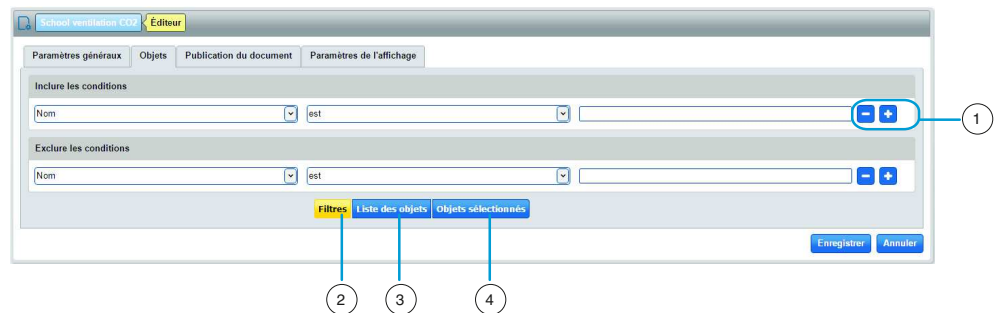 School ventilation CO2 Éditeur
Paramètres généraux Objets Publication du document Paramètres de l'affichage
Inclure les conditions
Nom est
1
Exclure les conditions
Nom est
Filtres Liste des objets Objets sélectionnés
Enregistrer Annuler
2 3 4